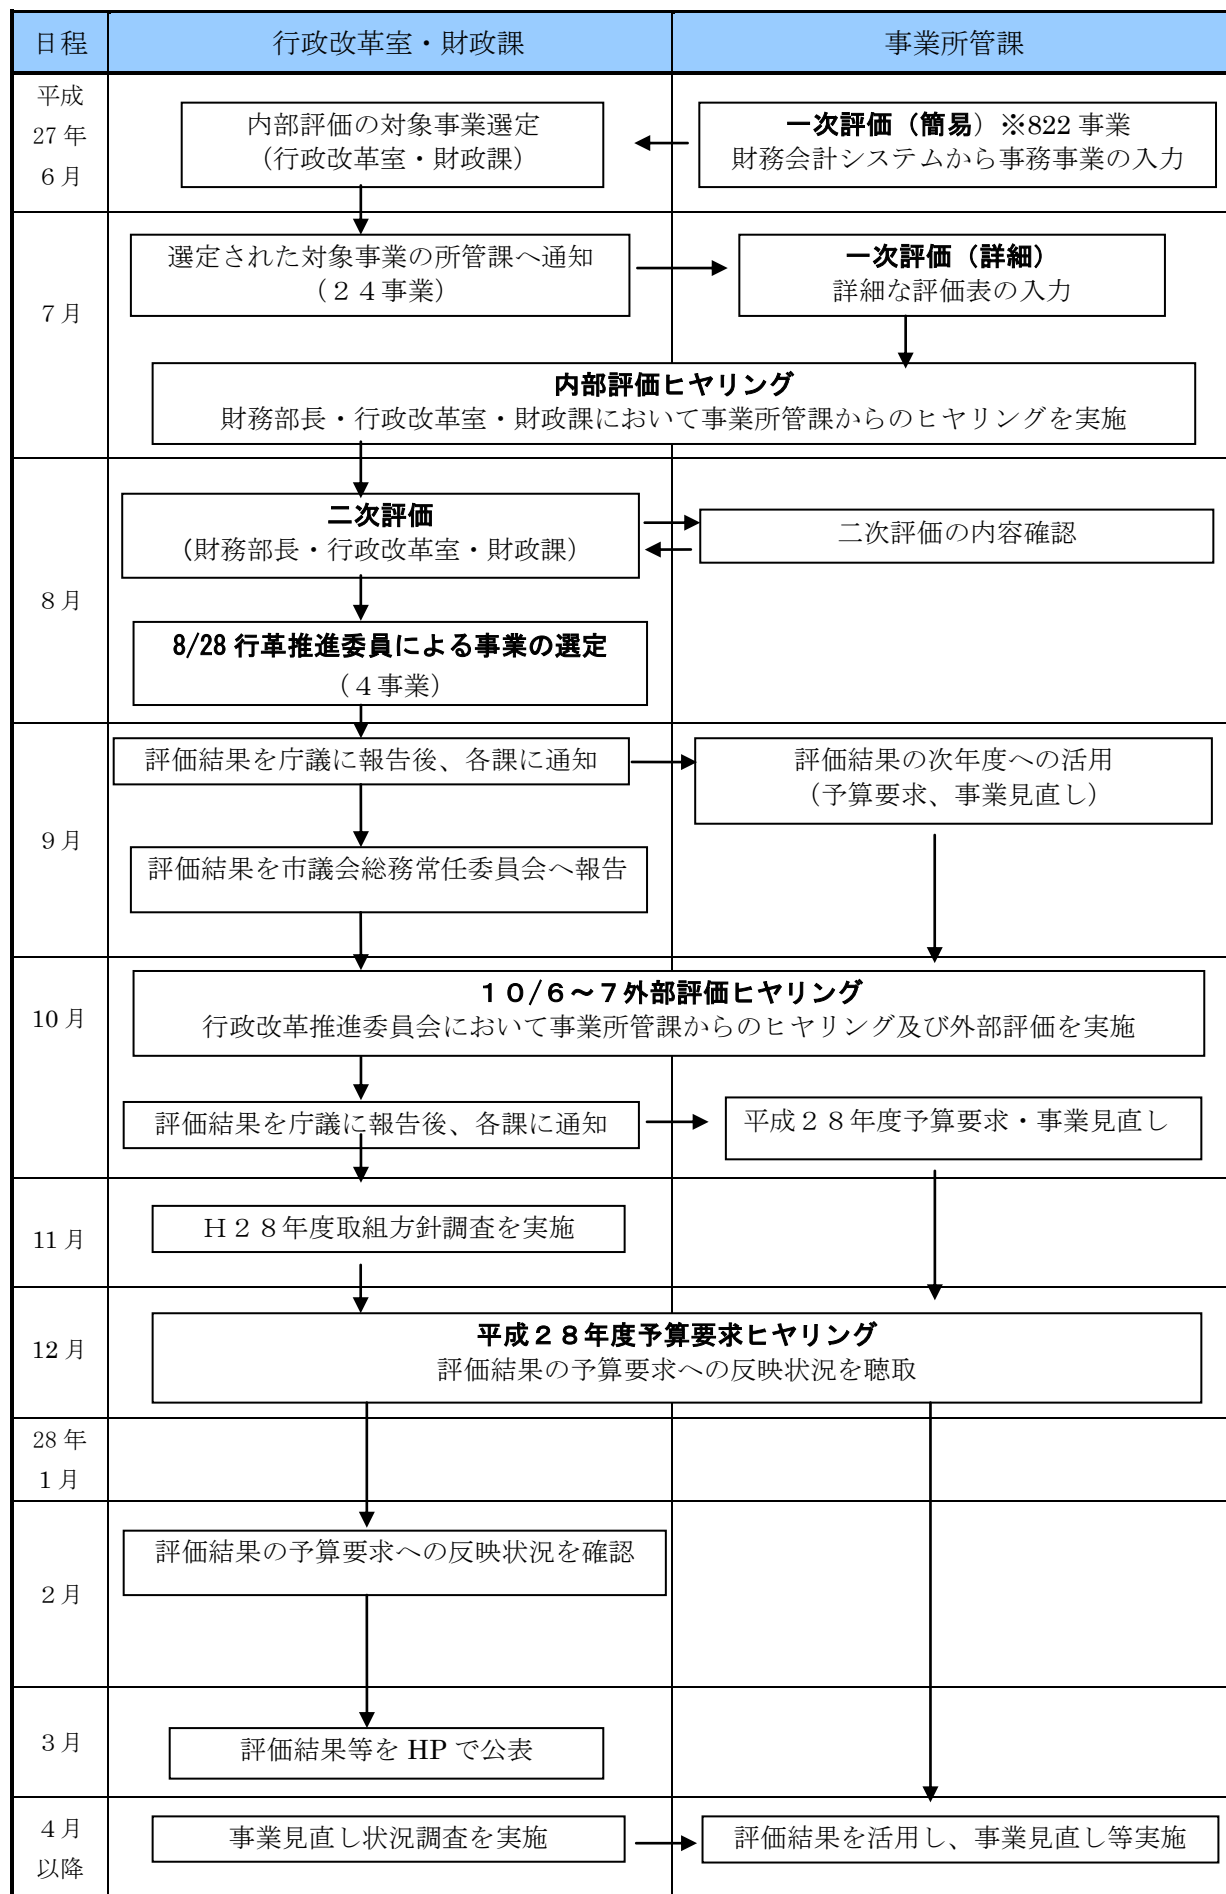 日程 行政改革室・財政課 事業所管課
平成
27年
6月
内部評価の対象事業選定
(行政改革室・財政課)
一次評価（簡易）※822事業
財務会計システムから事務事業の入力
7月
選定された対象事業の所管課へ通知
(２４事業)
一次評価（詳細）
詳細な評価表の入力
内部評価ヒヤリング
財務部長・行政改革室・財政課において事業所管課からのヒヤリングを実施
8月
二次評価
(財務部長・行政改革室・財政課)
二次評価の内容確認
8/28行革推進委員による事業の選定
(４事業)
9月
評価結果を庁議に報告後、各課に通知
評価結果の次年度への活用
(予算要求、事業見直し)
評価結果を市議会総務常任委員会へ報告
10月
１０/６～７外部評価ヒヤリング
行政改革推進委員会において事業所管課からのヒヤリング及び外部評価を実施
評価結果を庁議に報告後、各課に通知
平成２８年度予算要求・事業見直し
11月
Ｈ２８年度取組方針調査を実施
12月
平成２８年度予算要求ヒヤリング
評価結果の予算要求への反映状況を聴取
28年
1月
2月
評価結果の予算要求への反映状況を確認
3月
評価結果等をHPで公表
4月
以降
事業見直し状況調査を実施
評価結果を活用し、事業見直し等実施